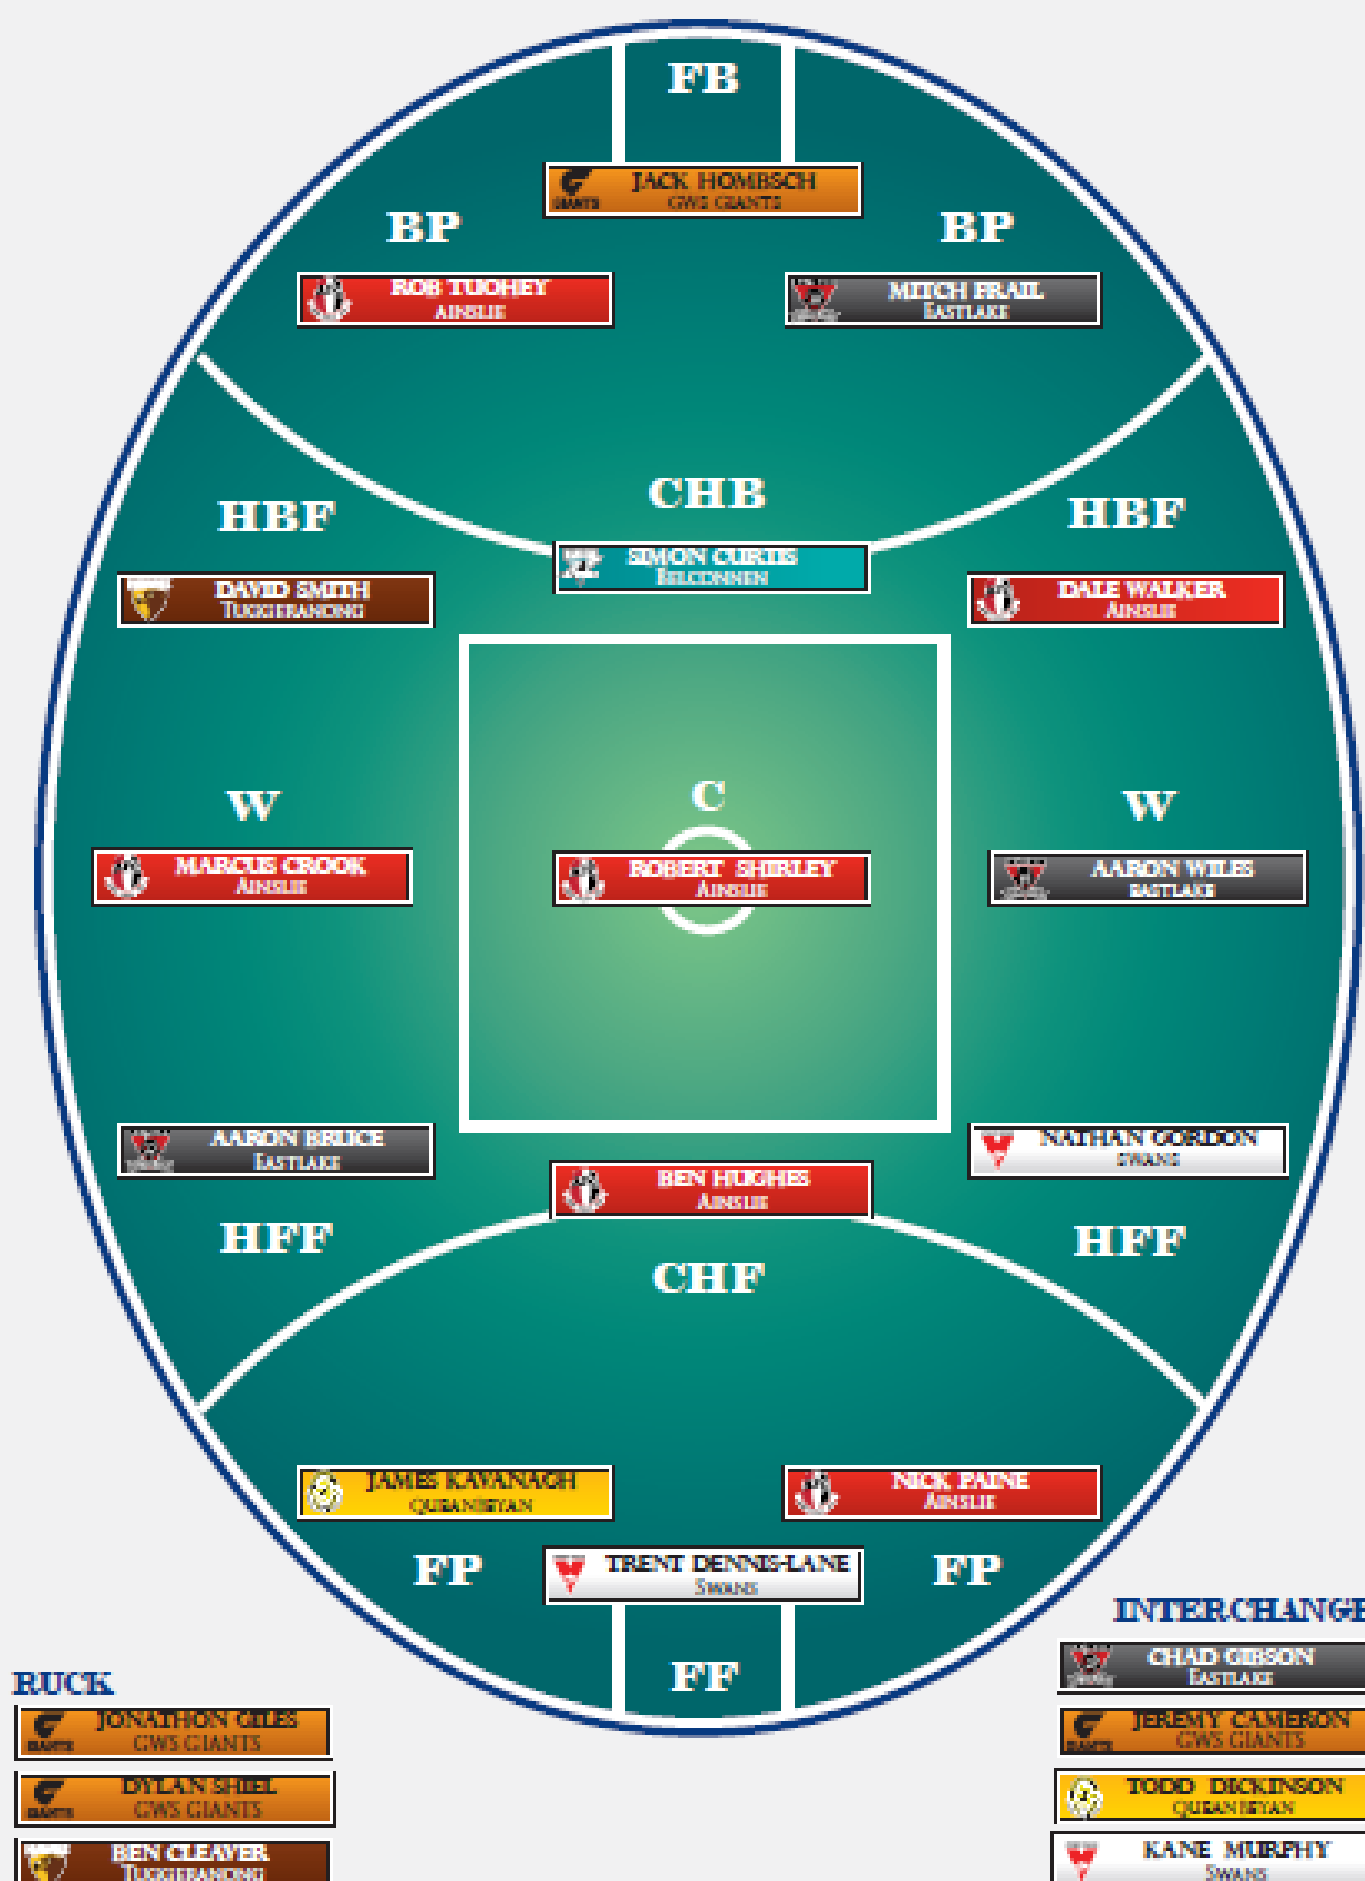 FB
JACK HOMBSCH
GWS GIANTS
GIANTS
BP
BP
ROB TUOHEY
AINSLIE
MITCH FRAIL
EASTLAKE
CHB
HBF
HBF
SIMON CURTIS
BELCONNEN
DAVID SMITH
TUGGERANONG
DALE WALKER
AINSLIE
C
W
W
MARCUS CROOK
AINSLIE
ROBERT SHIRLEY
AINSLIE
AARON WILES
EASTLAKE
AARON BRUCE
EASTLAKE
NATHAN GORDON
SWANS
BEN HUGHES
AINSLIE
HFF
HFF
CHF
JAMES KAVANAGH
QUEANBEYAN
NICK PAINE
AINSLIE
FP
TRENT DENNIS-LANE
SWANS
FP
FF
INTERCHANGE
CHAD GIBSON
EASTLAKE
JEREMY CAMERON
GWS GIANTS
GIANTS
TODD DICKINSON
QUEANBEYAN
KANE MURPHY
SWANS
RUCK
JONATHON GILES
GWS GIANTS
GIANTS
DYLAN SHIEL
GWS GIANTS
GIANTS
BEN CLEAVER
TUGGERANONG